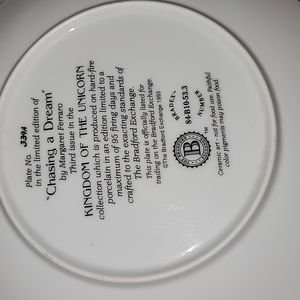 Plate No. 339A
in the limited edition of
"Chasing a Dream"
by Margaret Ferraro
Third issue in the
KINGDOM OF THE UNICORN
collection which is produced on hard-fire
porcelain in an edition limited to a
maximum of 95 firing days and
crafted to the exacting standards of
The Bradford Exchange.
This plate is officially listed for
trading on the Bradford Exchange.
©The Bradford Exchange 1993
BRADEX
NUMBER
84-B10-53.3
B
Ceramic art - not for food use. Faithful
color pigments may poison food.